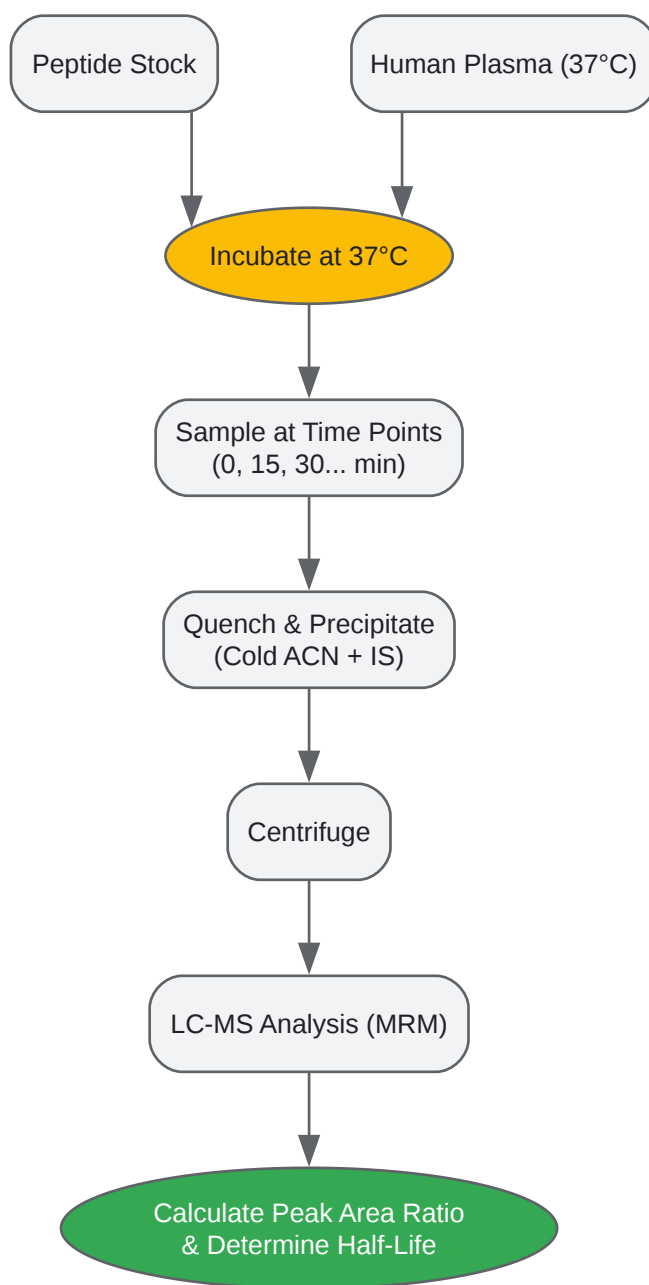 Peptide Stock
Human Plasma (37°C)
Incubate at 37°C
Sample at Time Points
(0, 15, 30... min)
Quench & Precipitate
(Cold ACN + IS)
Centrifuge
LC-MS Analysis (MRM)
Calculate Peak Area Ratio
& Determine Half-Life